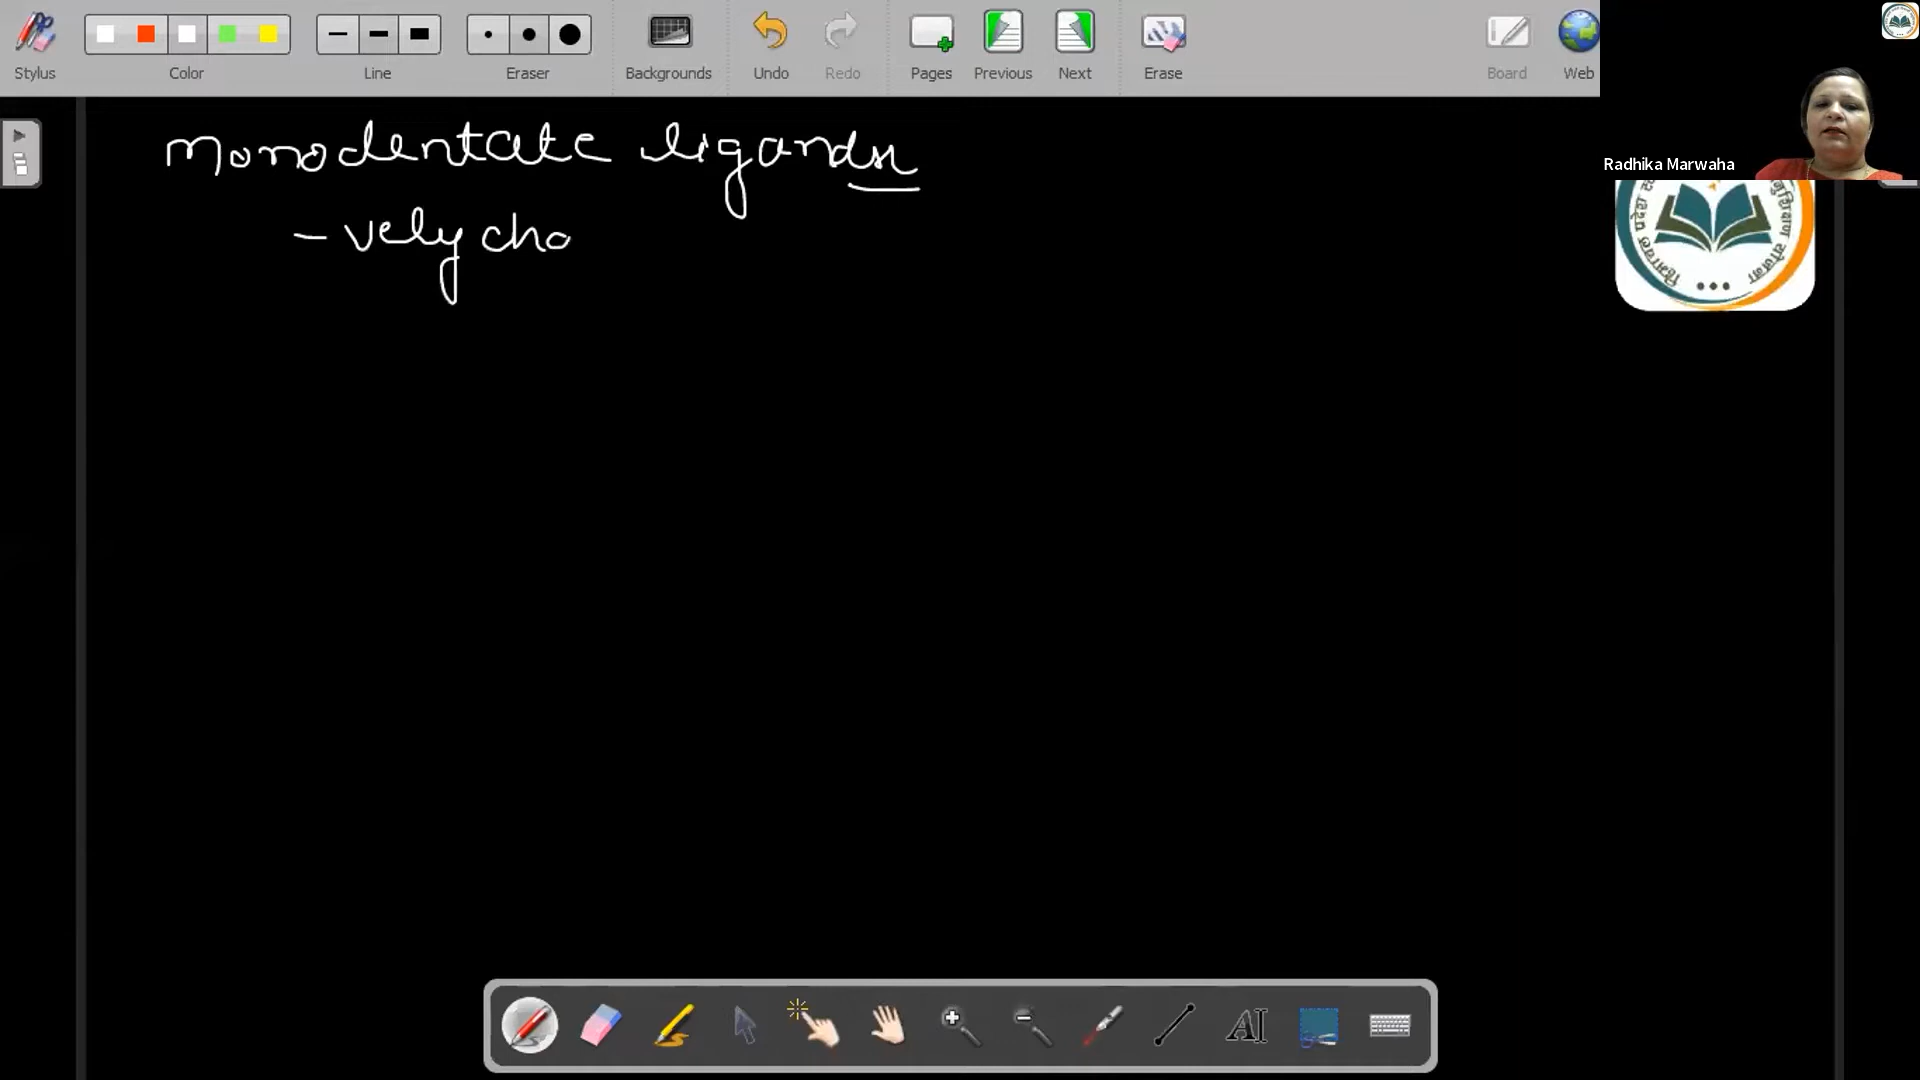 Stylus Color Line Eraser Backgrounds Undo Redo Pages Previous Next Erase Board Web
Radhika Marwaha
monodentate ligands
- vely cho